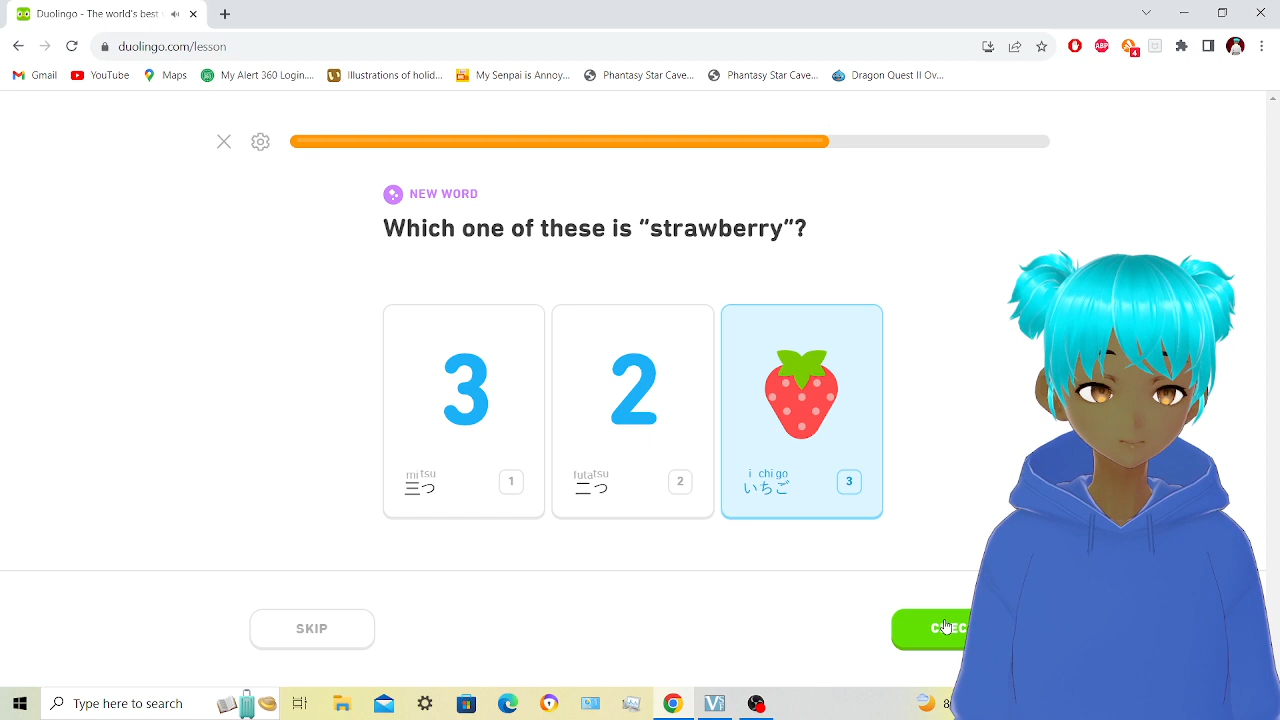 Duolingo - The world's best
duolingo.com/lesson
ABP
4
Gmail
YouTube
Maps
My Alert 360 Login....
Illustrations of holid...
My Senpai is Annoy...
Phantasy Star Cave...
Phantasy Star Cave...
Dragon Quest II Ov...
NEW WORD
Which one of these is “strawberry”?
3
2
mi tsu
三つ
1
futa tsu
二つ
2
i chi go
いちご
3
SKIP
Type here to search
8